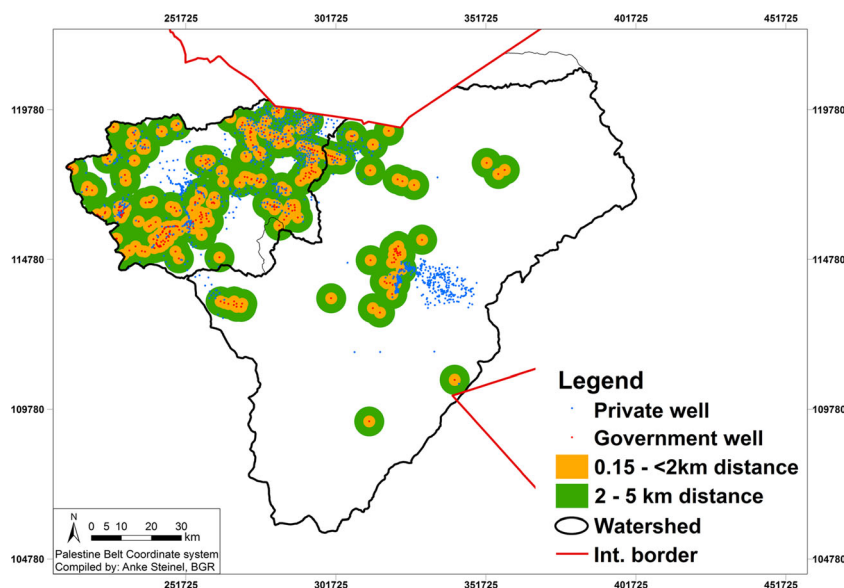 251725 301725 351725 401725 451725
119780 119780
114780 114780
109780 109780
104780 104780
Legend
Private well
Government well
0.15 - <2km distance
2 - 5 km distance
Watershed
Int. border
N
0 5 10 20 30
km
Palestine Belt Coordinate system
Compiled by: Anke Steinel, BGR
251725 301725 351725 401725 451725